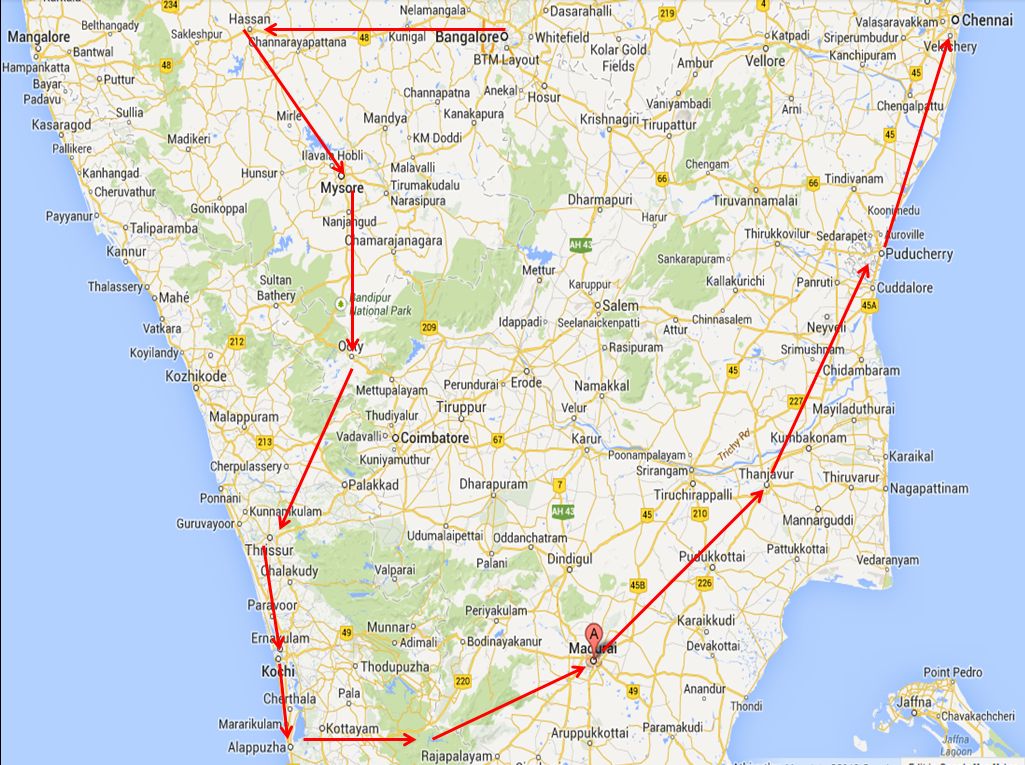 Kumala
234
Nelamangala
Dasarahalli
219
4
Chennai
Hassan
Belthangady
Sakleshpur
Channarayapattana
48
Kunigal
Bangalore
Whitefield
Katpadi
Valasaravakkam
Sriperumbudur
Velachery
Mangalore
Bantwal
BTM Layout
Kolar Gold
Fields
Vellore
Kanchipuram
Hampankatta
48
Ambur
45
Bayar
Puttur
Channapatna
Anekal
Hosur
Padavu
Vaniyambadi
Arni
Chengalpattu
Sullia
Mirle
Mandya
Kanakapura
Krishnagiri
Tirupattur
Kasaragod
Madikeri
KM Doddi
45
Pallikere
Ilavala Hobli
Kanhangad
Hunsur
Malavalli
Chengam
66
66
Tindivanam
Cheruvathur
Mysore
Tirumakudalu
Narasipura
Dharmapuri
Tiruvannamalai
Gonikoppal
Koonimedu
Payyanur
Nanjangud
Harur
Taliparamba
Thirukkovilur
Sedarapet
Auroville
Chamarajanagara
AH 43
Kannur
Sankarapuram
Puducherry
Mettur
Thalassery
Sultan
Bathery
Karuppur
Kallakurichi
Panruti
Cuddalore
Mahé
Bandipur
National Park
Salem
45A
Vatkara
209
Idappadi
Seelanaickenpatti
Attur
Chinnasalem
Neyveli
Koyilandy
212
Ooty
Rasipuram
Srimushnam
Kozhikode
Mettupalayam
Perundurai
Erode
Namakkal
45
Chidambaram
Malappuram
Thudiyalur
Tiruppur
Velur
227
Mayiladuthurai
213
Vadavalli
Coimbatore
67
Karur
Trichy Rd
Kumbakonam
Cherpulassery
Kuniyamuthur
Poonampalayam
Karaikal
Srirangam
Thanjavur
Ponnani
Palakkad
Dharapuram
7
Tiruchirappalli
Thiruvarur
Nagapattinam
Kunnamkulam
AH 43
45
210
Guruvayoor
Mannarguddi
Udumalaipettai
Oddanchatram
Thrissur
Pudukkottai
Pattukkottai
Chalakudy
Valparai
Palani
Dindigul
Vedaranyam
45B
226
Paravoor
Periyakulam
Karaikkudi
Munnar
A
Ernakulam
49
Adimali
Bodinayakanur
Madurai
Devakottai
Kochi
Thodupuzha
220
Point Pedro
Cherthala
Pala
49
Anandur
Jaffna
Thondi
Mararikulam
Kottayam
Paramakudi
Chavakachcheri
Alappuzha
Aruppukkottai
Jaffna
Lagoon
Rajapalayam